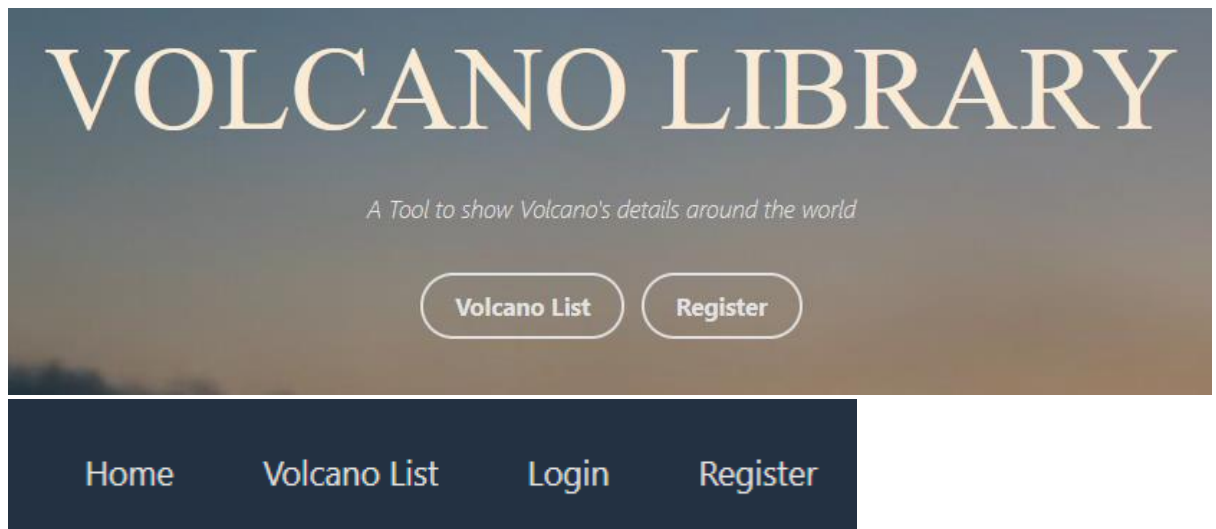 VOLCANO LIBRARY
A Tool to show Volcano's details around the world
Volcano List Register
Home Volcano List Login Register